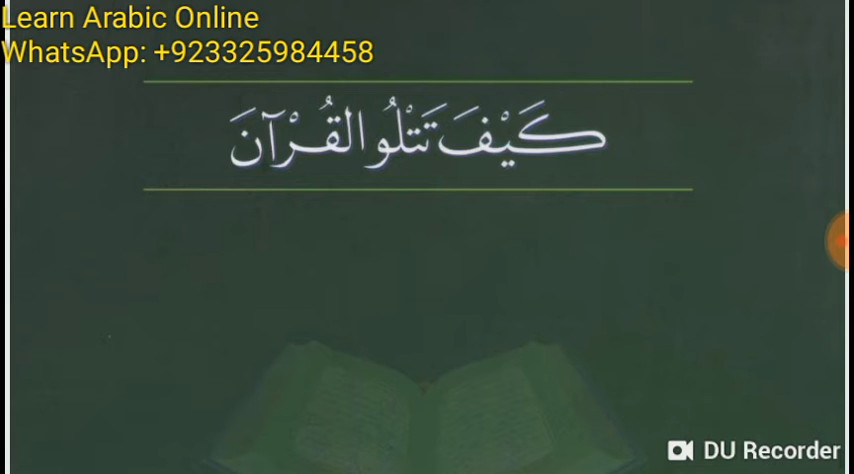 Learn Arabic Online
WhatsApp: +923325984458
كَيْفَ تَتْلُو الْقُرْآنَ
DU Recorder